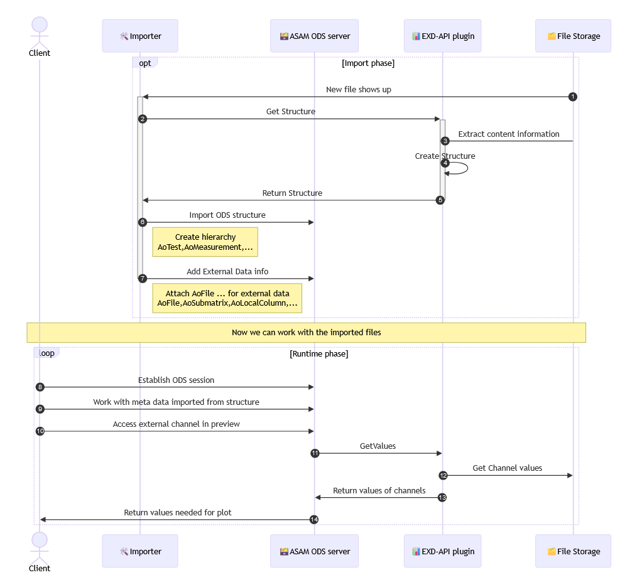 Client
Importer
ASAM ODS server
EXD-API plugin
File Storage
opt
[Import phase]
New file shows up
1
2
Get Structure
3
Extract content information
Create Structure
4
Return Structure
5
6
Import ODS structure
Create hierarchy
AoTest,AoMeasurement,...
7
Add External Data info
Attach AoFile ... for external data
AoFile,AoSubmatrix,AoLocalColumn,...
Now we can work with the imported files
loop
[Runtime phase]
8
Establish ODS session
9
Work with meta data imported from structure
10
Access external channel in preview
11
GetValues
12
Get Channel values
Return values of channels
13
Return values needed for plot
14
Client
Importer
ASAM ODS server
EXD-API plugin
File Storage